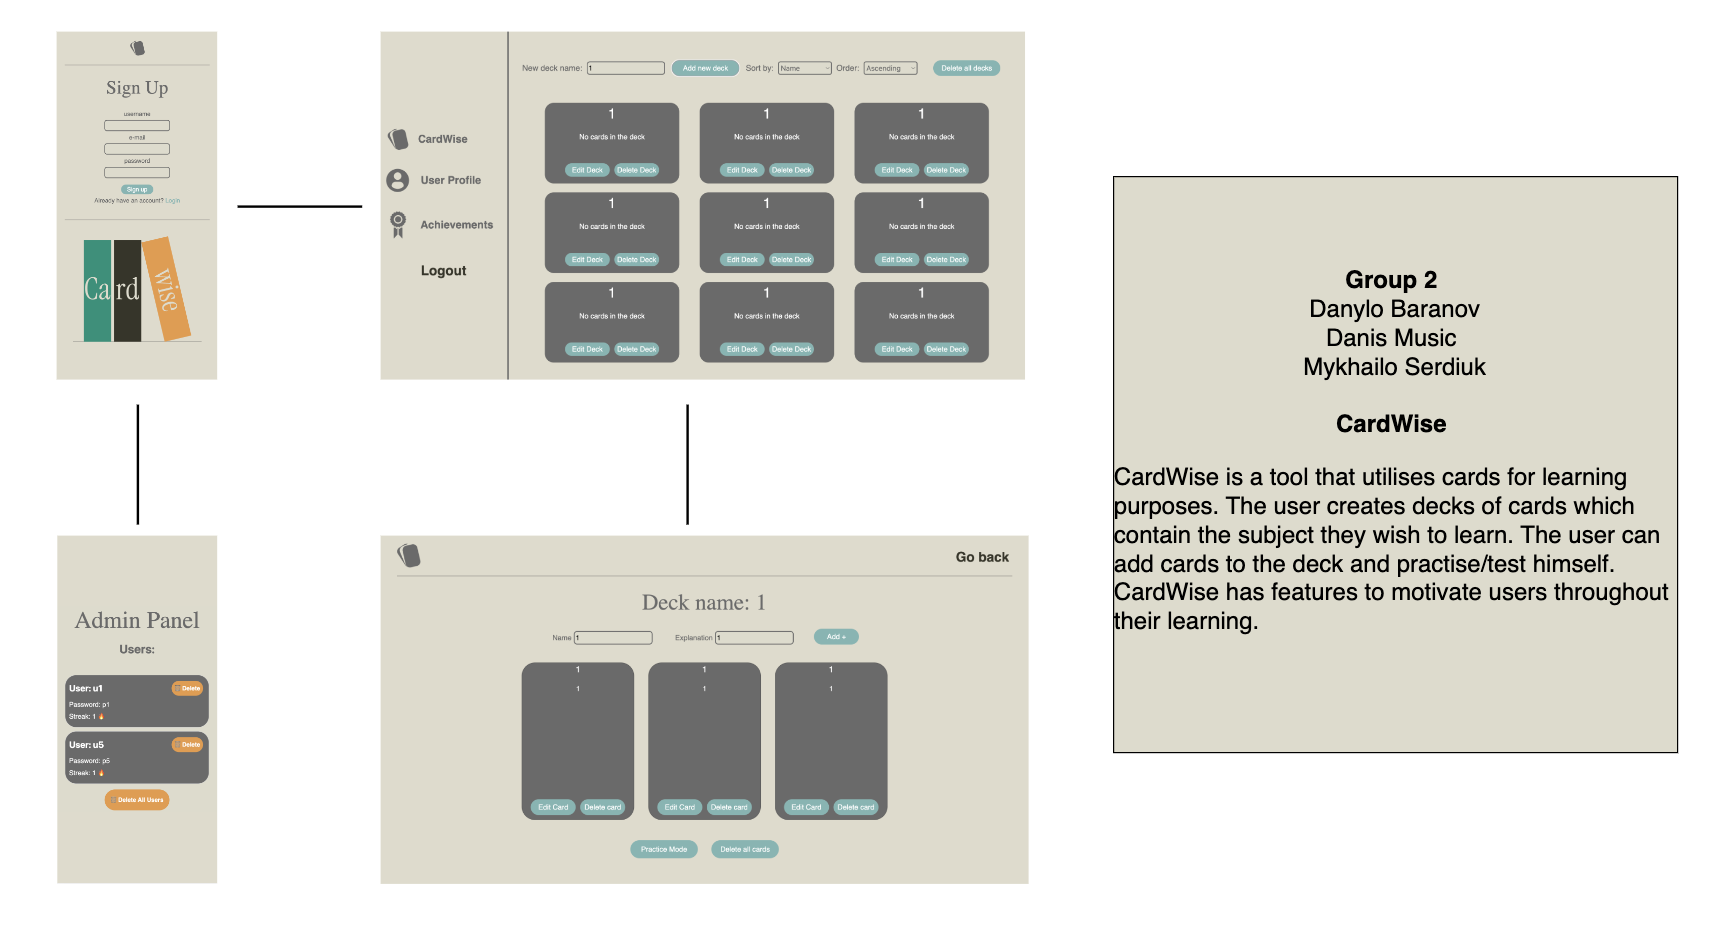 Sign Up
username
e-mail
password
Sign up
Already have an account? Login
Ca rd wise
New deck name: 1 Add new deck Sort by: Name Order: Ascending Delete all decks
CardWise
User Profile
Achievements
Logout
1 1 1
No cards in the deck No cards in the deck No cards in the deck
Edit Deck Delete Deck Edit Deck Delete Deck Edit Deck Delete Deck
1 1 1
No cards in the deck No cards in the deck No cards in the deck
Edit Deck Delete Deck Edit Deck Delete Deck Edit Deck Delete Deck
1 1 1
No cards in the deck No cards in the deck No cards in the deck
Edit Deck Delete Deck Edit Deck Delete Deck Edit Deck Delete Deck
Admin Panel
Users:
User: u1 Delete
Password: p1
Streak: 1 🔥
User: u5 Delete
Password: p5
Streak: 1 🔥
Delete All Users
Go back
Deck name: 1
Name 1 Explanation 1 Add +
1 1 1
1 1 1
Edit Card Delete card Edit Card Delete card Edit Card Delete card
Practice Mode Delete all cards
Group 2
Danylo Baranov
Danis Music
Mykhailo Serdiuk
CardWise
CardWise is a tool that utilises cards for learning
purposes. The user creates decks of cards which
contain the subject they wish to learn. The user can
add cards to the deck and practise/test himself.
CardWise has features to motivate users throughout
their learning.